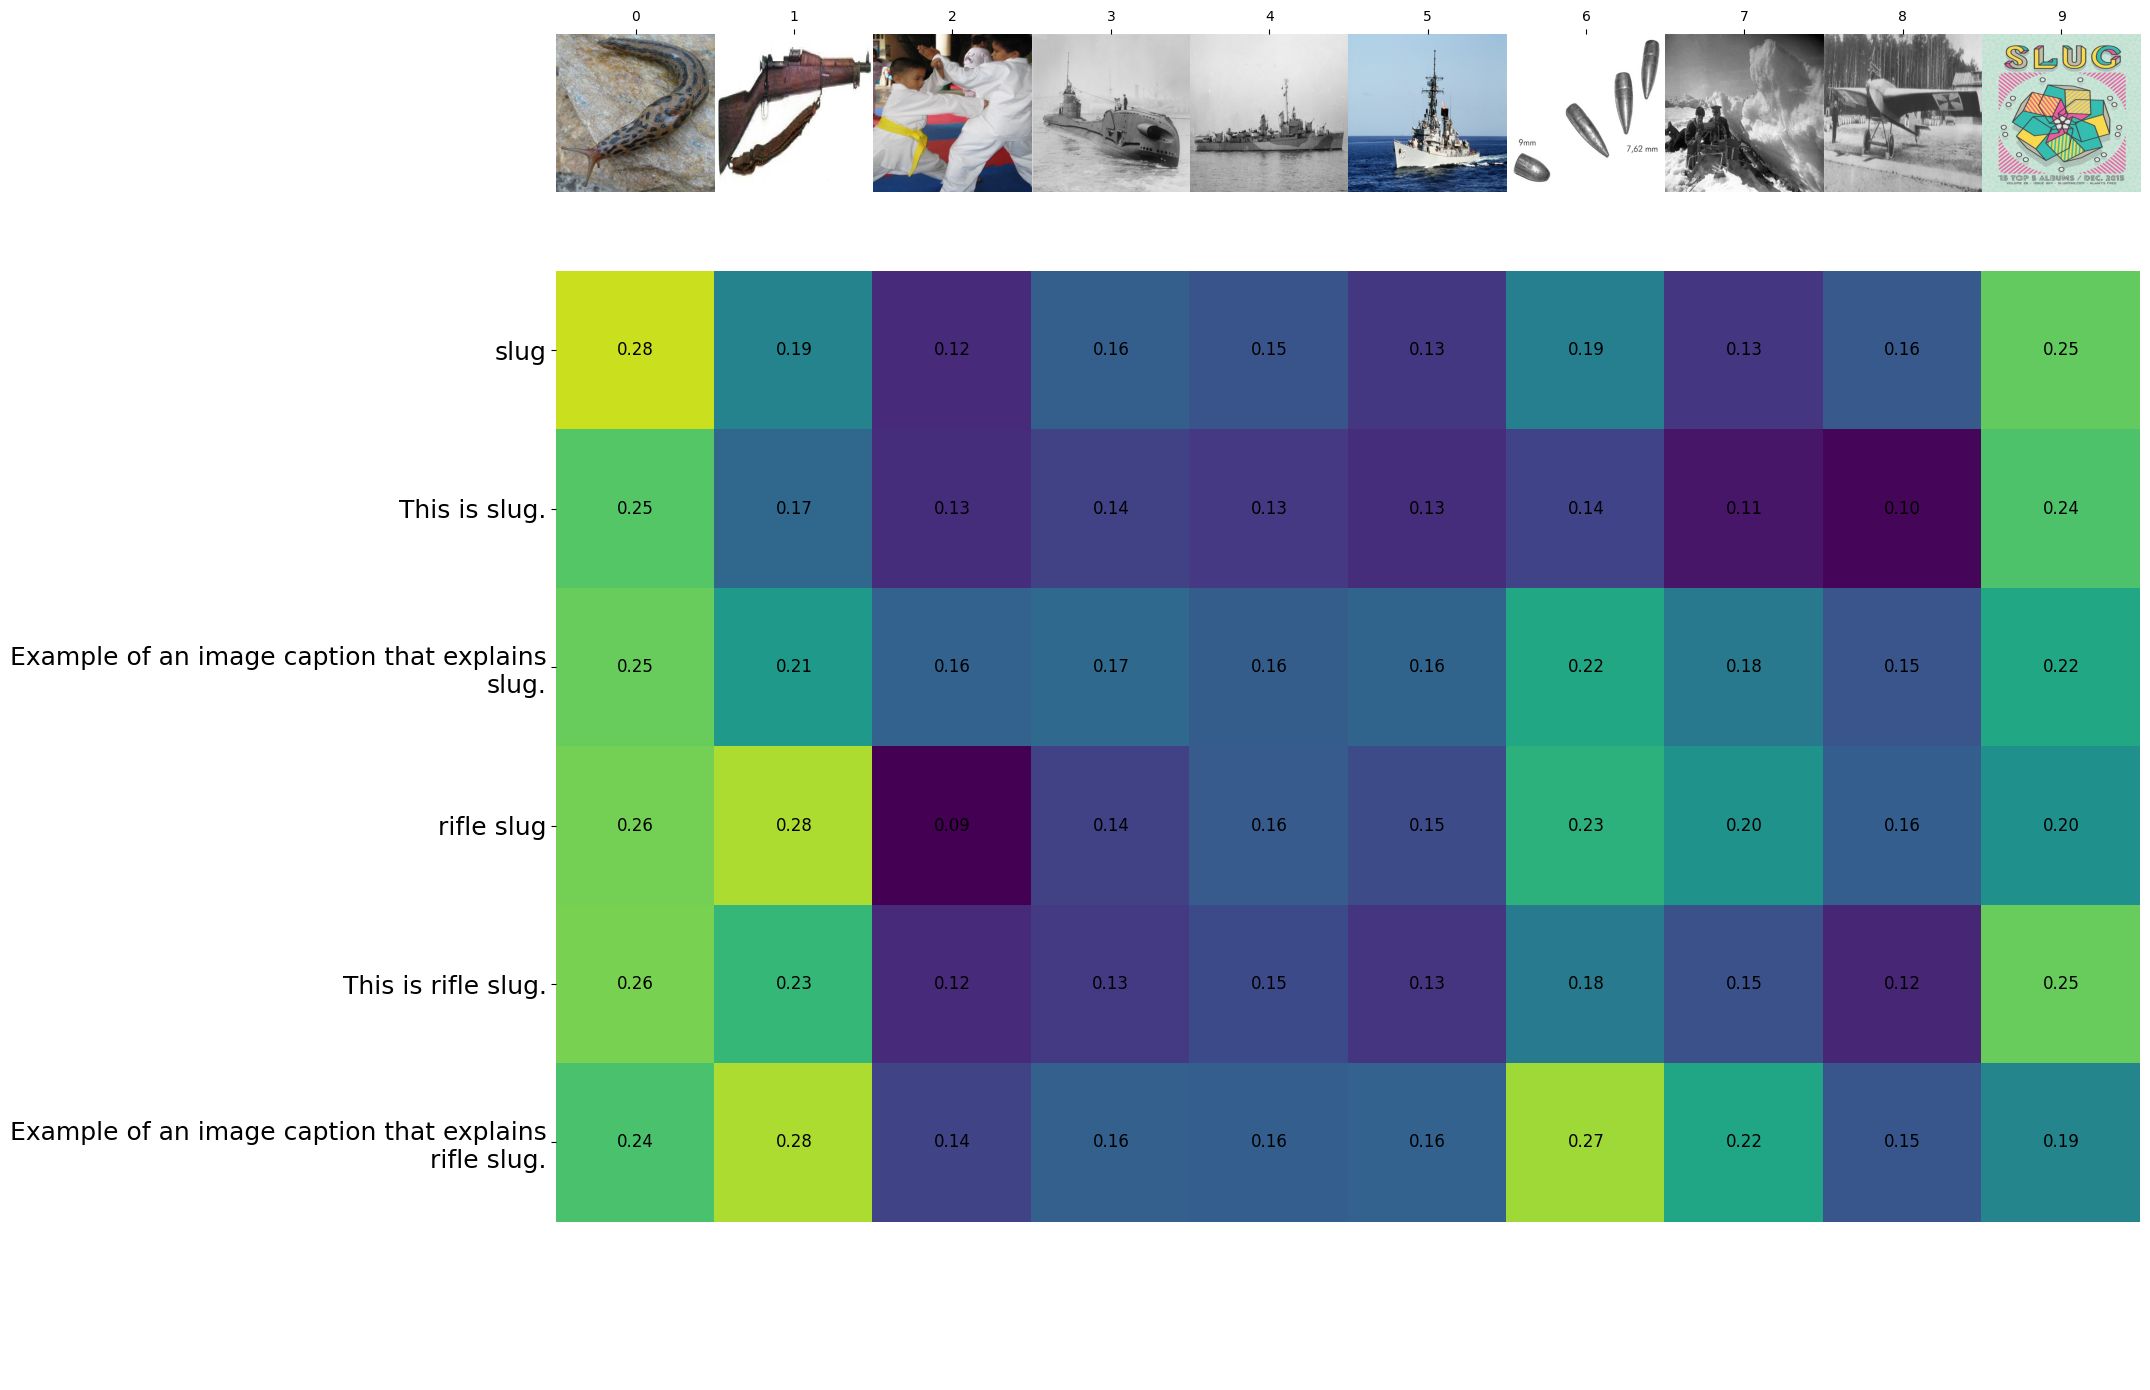 0 1 2 3 4 5 6 7 8 9
9mm
7,62 mm
SLUG
slug 0.28 0.19 0.12 0.16 0.15 0.13 0.19 0.13 0.16 0.25
This is slug. 0.25 0.17 0.13 0.14 0.13 0.13 0.14 0.11 0.10 0.24
Example of an image caption that explains
slug. 0.25 0.21 0.16 0.17 0.16 0.16 0.22 0.18 0.15 0.22
rifle slug 0.26 0.28 0.09 0.14 0.16 0.15 0.23 0.20 0.16 0.20
This is rifle slug. 0.26 0.23 0.12 0.13 0.15 0.13 0.18 0.15 0.12 0.25
Example of an image caption that explains
rifle slug. 0.24 0.28 0.14 0.16 0.16 0.16 0.27 0.22 0.15 0.19